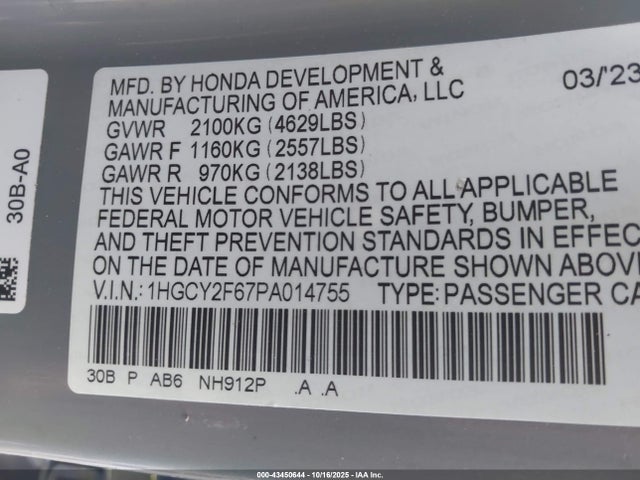 30B-A0
MFD. BY HONDA DEVELOPMENT &
MANUFACTURING OF AMERICA, LLC 03/'23
GVWR 2100KG (4629LBS)
GAWR F 1160KG (2557LBS)
GAWR R 970KG (2138LBS)
THIS VEHICLE CONFORMS TO ALL APPLICABLE
FEDERAL MOTOR VEHICLE SAFETY, BUMPER,
AND THEFT PREVENTION STANDARDS IN EFFEC
ON THE DATE OF MANUFACTURE SHOWN ABOV
V.I.N.: 1HGCY2F67PA014755 TYPE: PASSENGER CA
30B P AB6 NH912P .A .A
000-43450644 - 10/16/2025 - IAA Inc.